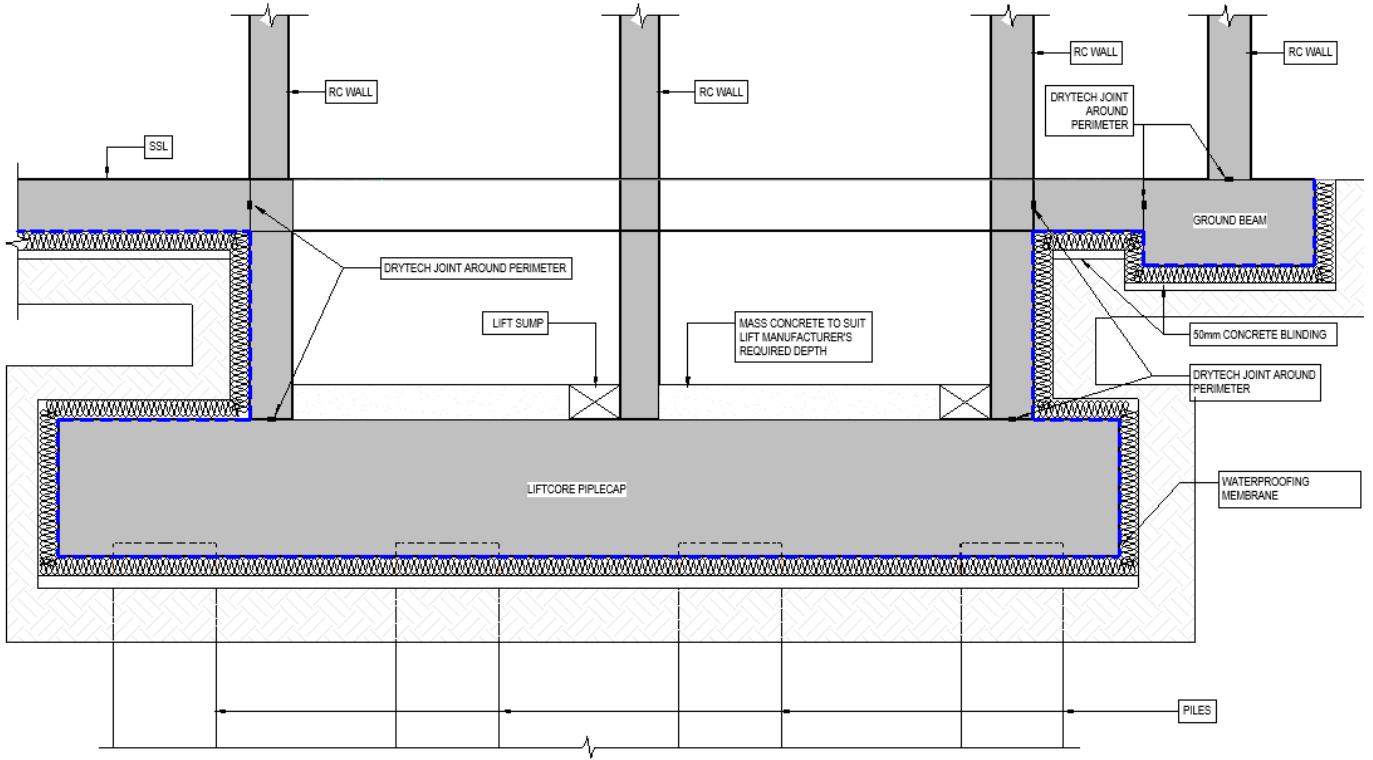 RC WALL
RC WALL
RC WALL
RC WALL
DRYTECH JOINT
AROUND
PERIMETER
SSL
GROUND BEAM
DRYTECH JOINT AROUND PERIMETER
LIFT SUMP
MASS CONCRETE TO SUIT
LIFT MANUFACTURER'S
REQUIRED DEPTH
50mm CONCRETE BLINDING
DRYTECH JOINT AROUND
PERIMETER
LIFTCORE PIPLECAP
WATERPROOFING
MEMBRANE
PILES